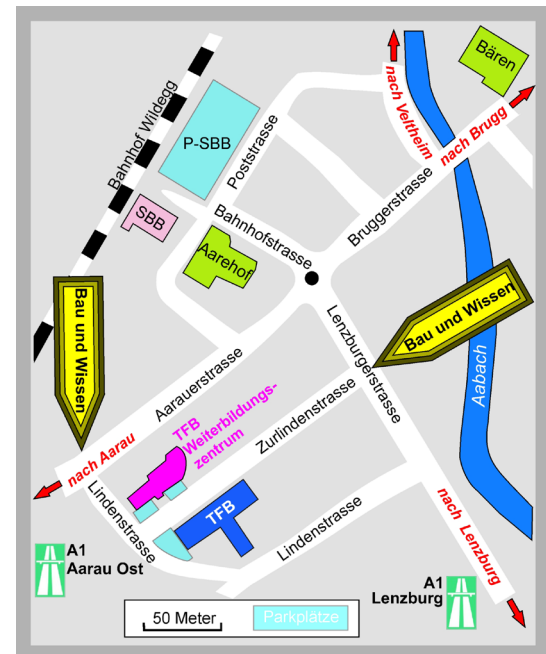 Bären
nach Veltheim
nach Brugg
Bahnhof Wildegg
P-SBB
Poststrasse
Bruggerstrasse
SBB
Bahnhofstrasse
Aarehof
Bau und Wissen
Bau und Wissen
Lenzburgerstrasse
Aabach
Aarauerstrasse
TFB
Weiterbildungs-
zentrum
Zurlindenstrasse
nach Aarau
Lindenstrasse
TFB
Lindenstrasse
nach Lenzburg
A1
Aarau Ost
A1
Lenzburg
50 Meter
Parkplätze